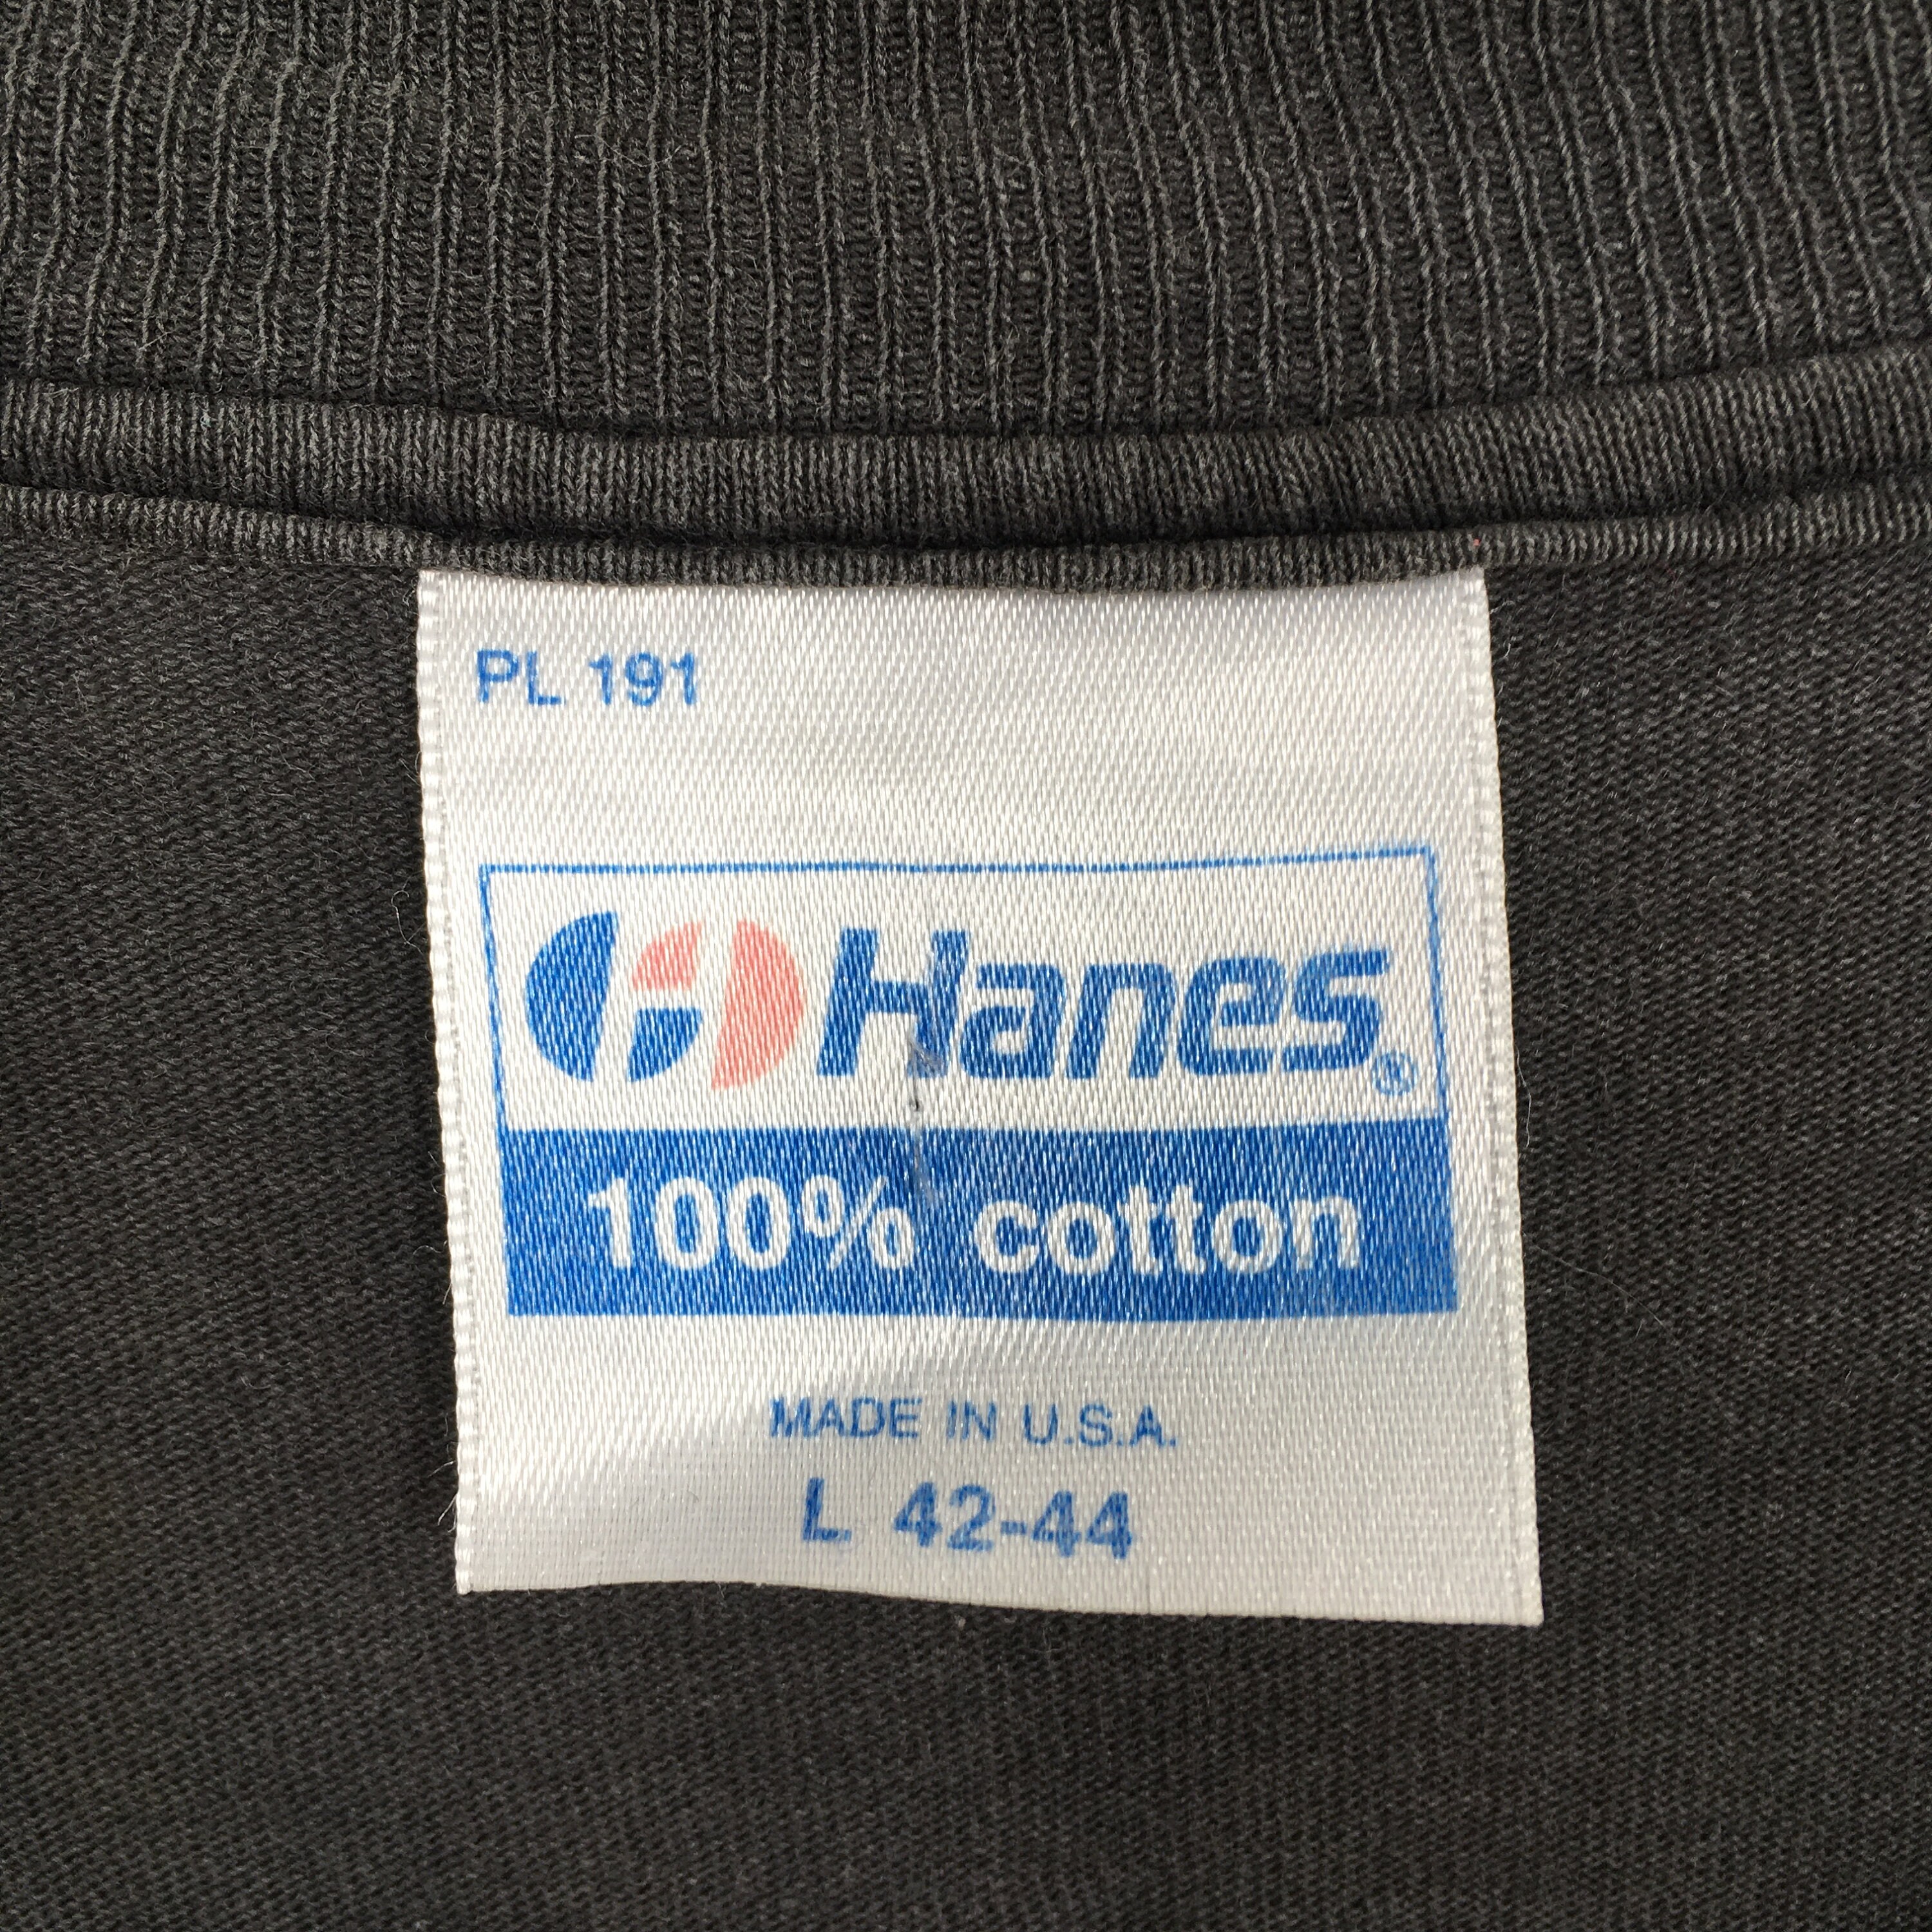 PL 191
Hanes®
100% cotton
MADE IN U.S.A.
L 42-44